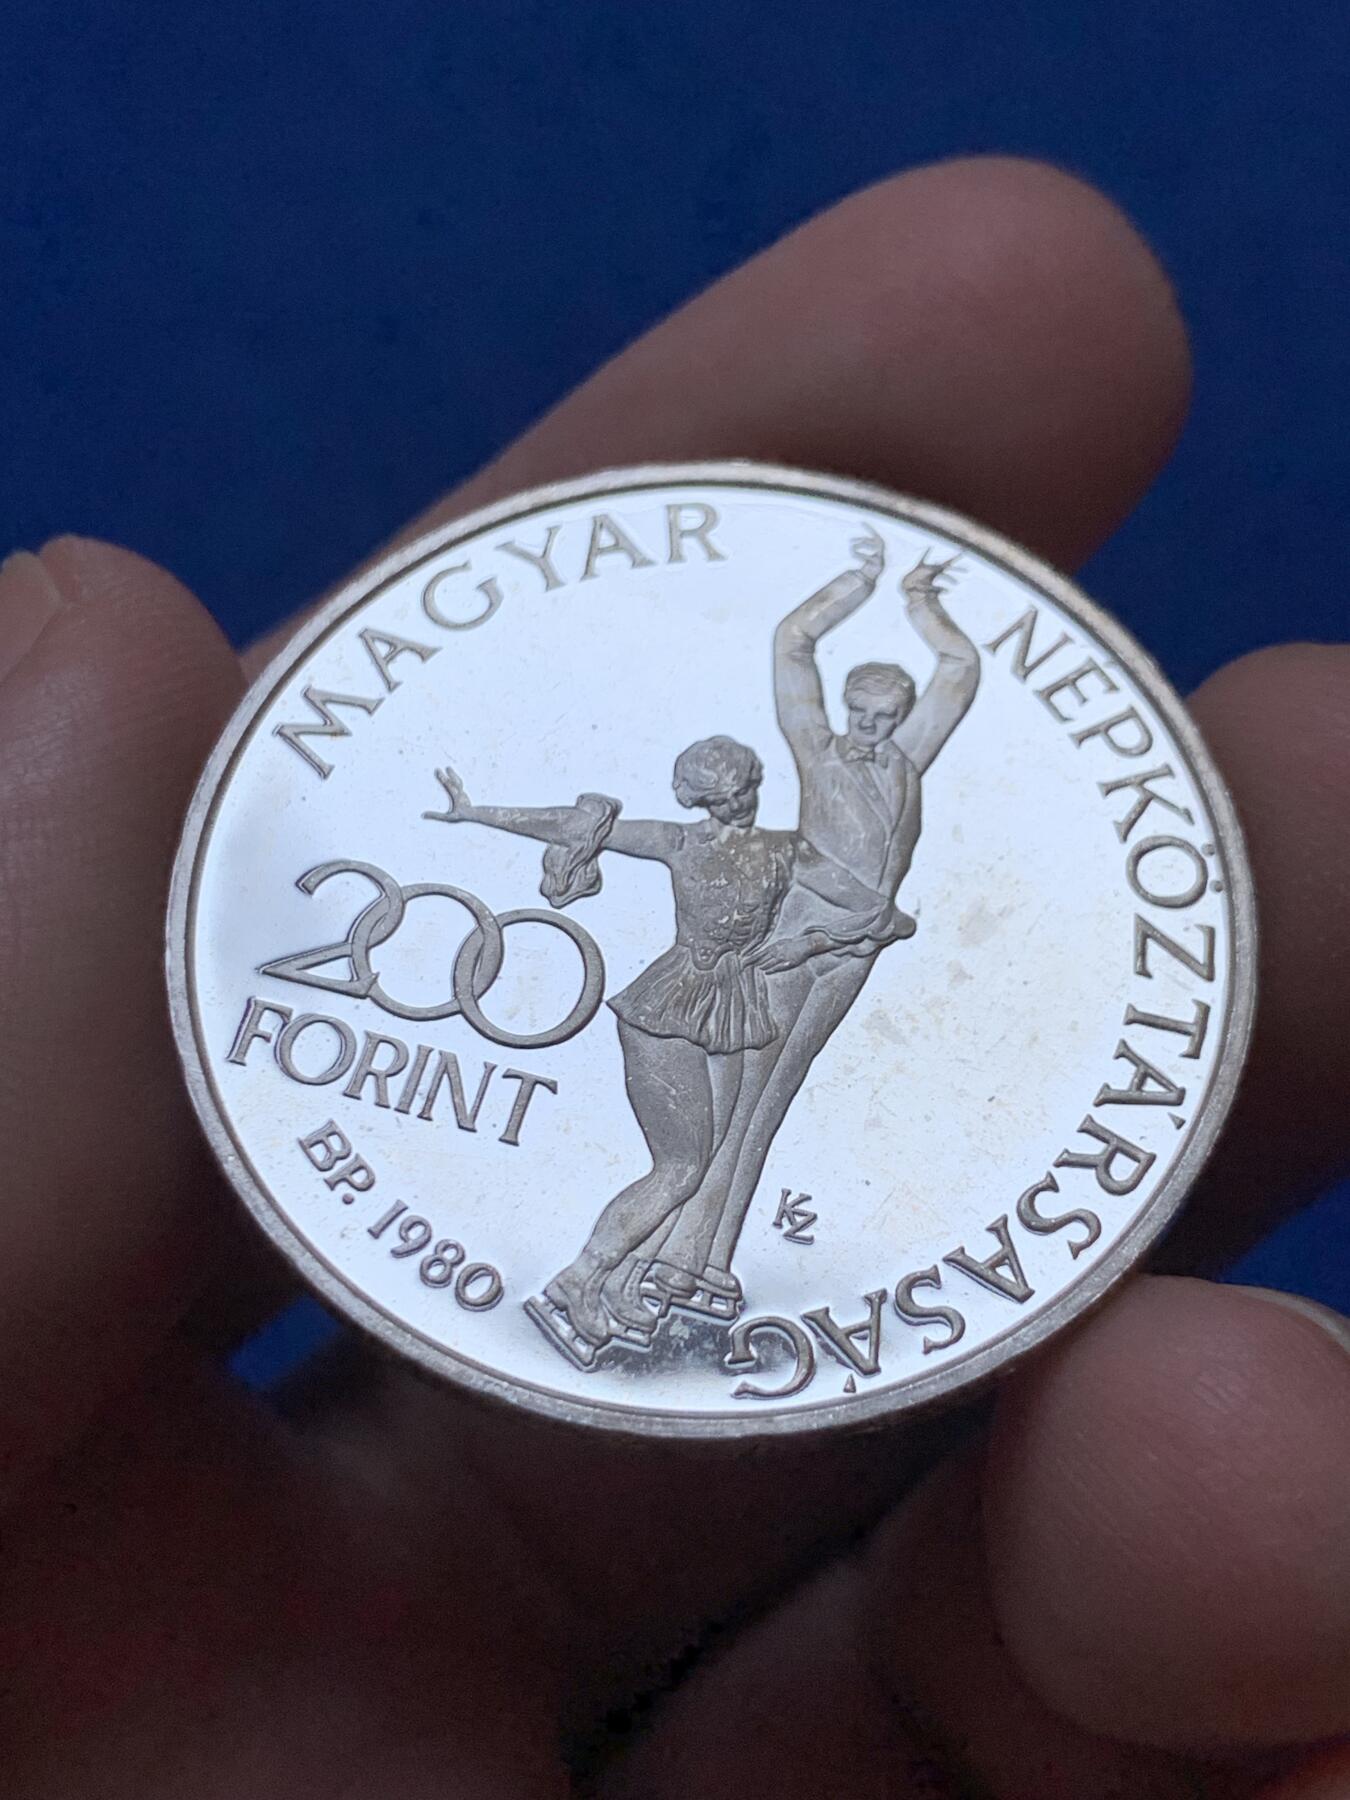 MAGYAR NÉPKÖZTÁRSASÁG
200
FORINT
BP. 1980
KZ